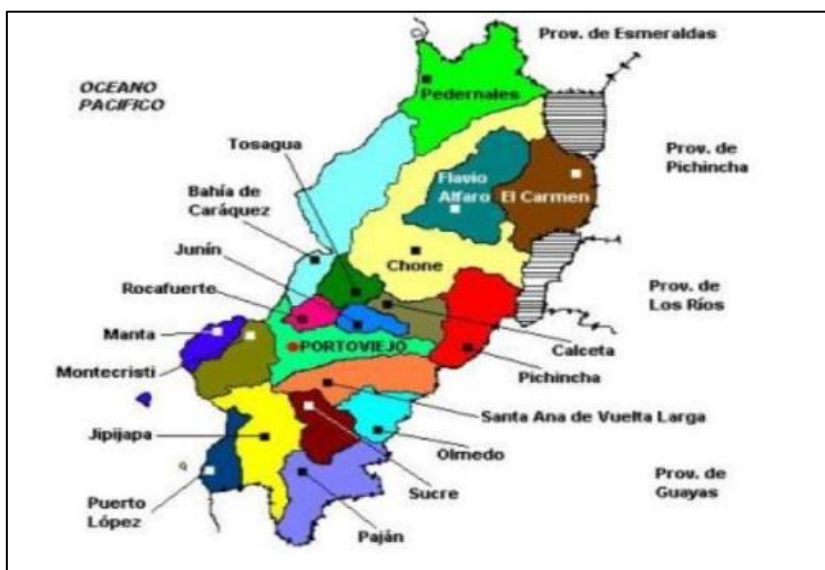 Prov. de Esmeraldas
OCEANO
PACIFICO
Pedernales
Tosagua
Prov. de
Pichincha
Bahía de
Caráquez
Flavio
Alfaro
El Carmen
Junín
Chone
Rocafuerte
Prov. de
Los Ríos
Manta
PORTOVIEJO
Calceta
Montecristi
Pichincha
Santa Ana de Vuelta Larga
Jipijapa
Olmedo
Sucre
Prov. de
Guayas
Puerto
López
Paján